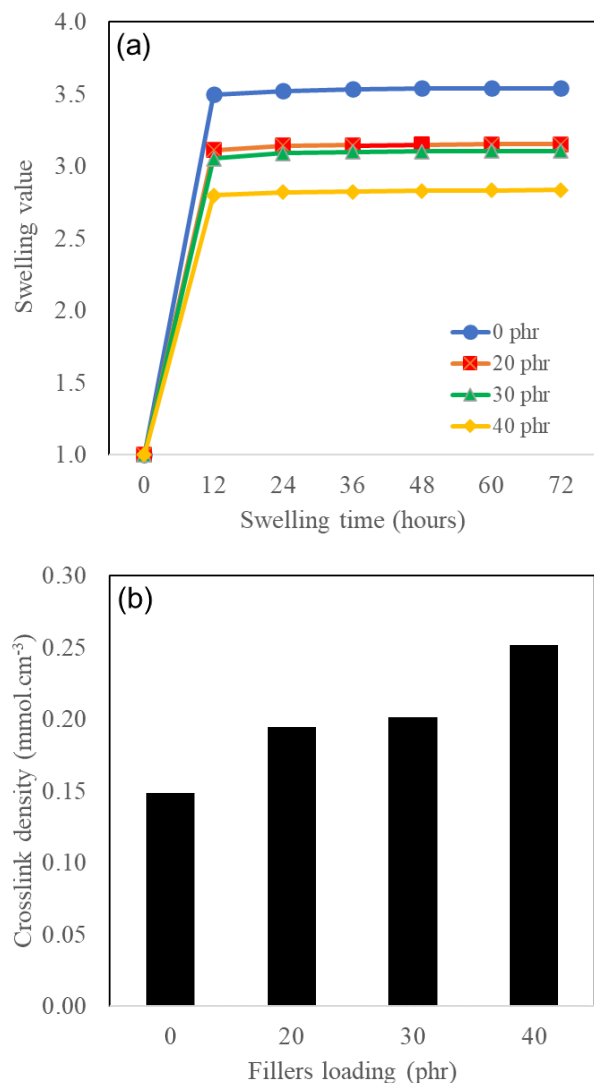 (a)
4.0
3.5
3.0
2.5
2.0
1.5
1.0
Swelling value
0 phr
20 phr
30 phr
40 phr
0 12 24 36 48 60 72
Swelling time (hours)
(b)
0.30
0.25
0.20
0.15
0.10
0.05
0.00
Crosslink density (mmol.cm⁻³)
0 20 30 40
Fillers loading (phr)